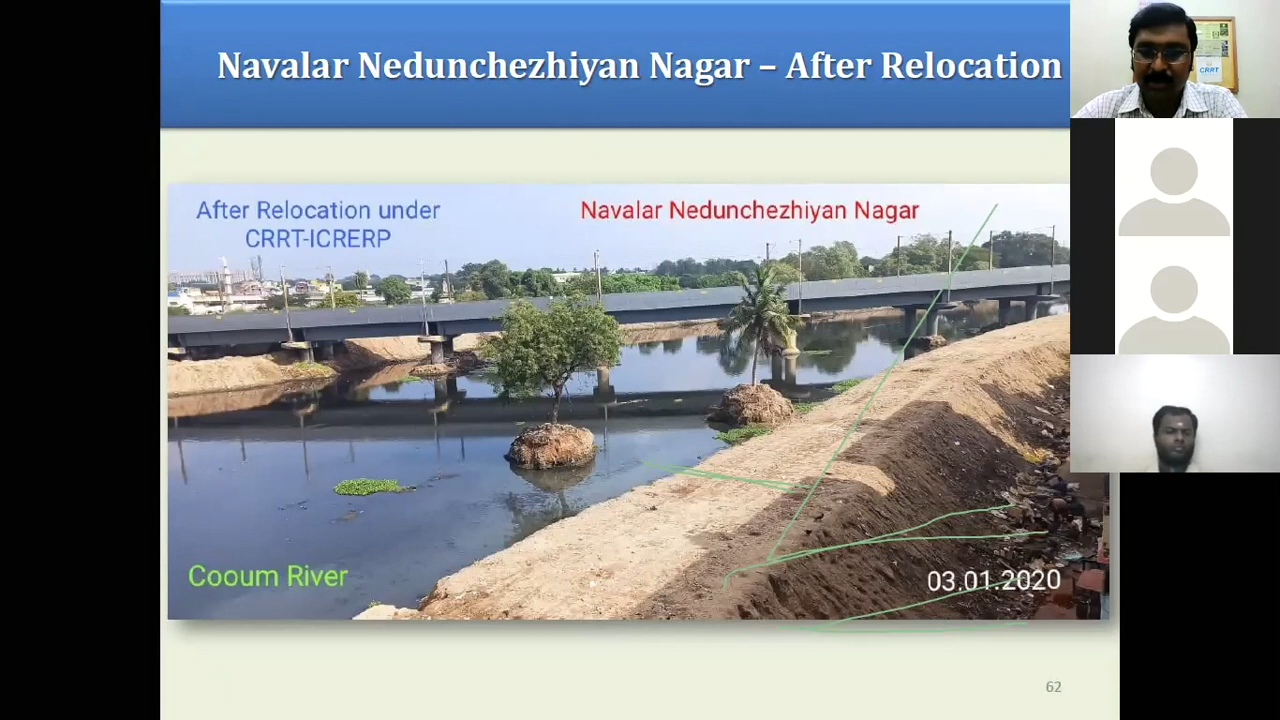 Navalar Nedunchezhiyan Nagar – After Relocation
CRRT
After Relocation under
CRRT-ICRERP
Navalar Nedunchezhiyan Nagar
Cooum River
03.01.2020
62